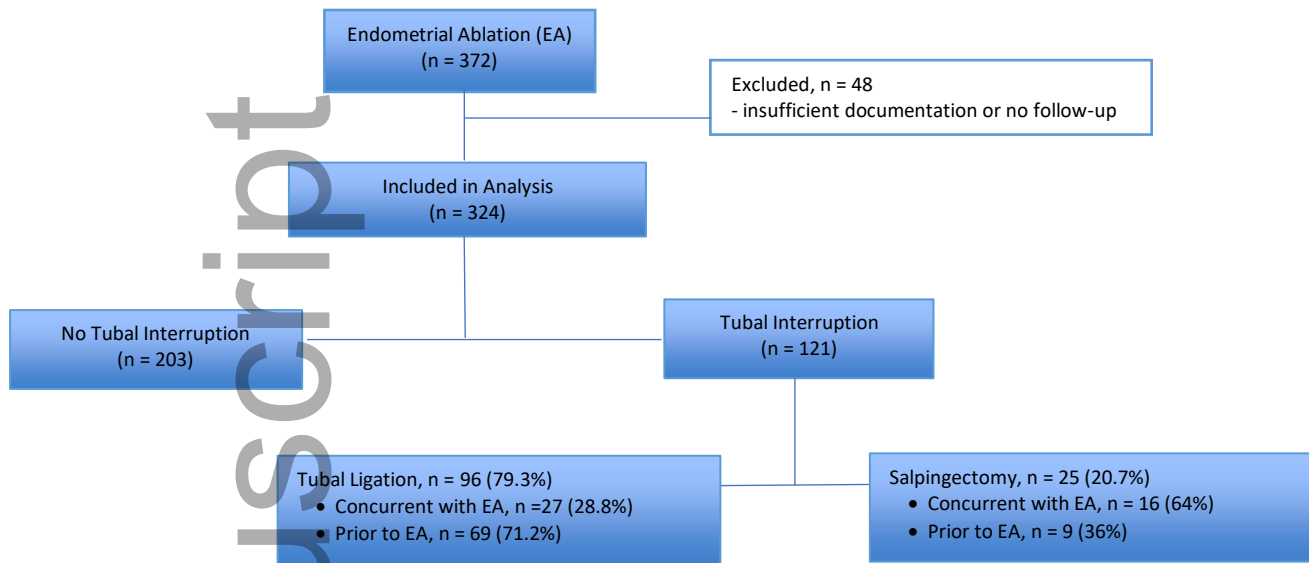 Endometrial Ablation (EA)
(n = 372)
Excluded, n = 48
- insufficient documentation or no follow-up
Included in Analysis
(n = 324)
No Tubal Interruption
(n = 203)
Tubal Interruption
(n = 121)
Tubal Ligation, n = 96 (79.3%)
• Concurrent with EA, n =27 (28.8%)
• Prior to EA, n = 69 (71.2%)
Salpingectomy, n = 25 (20.7%)
• Concurrent with EA, n = 16 (64%)
• Prior to EA, n = 9 (36%)
uscript